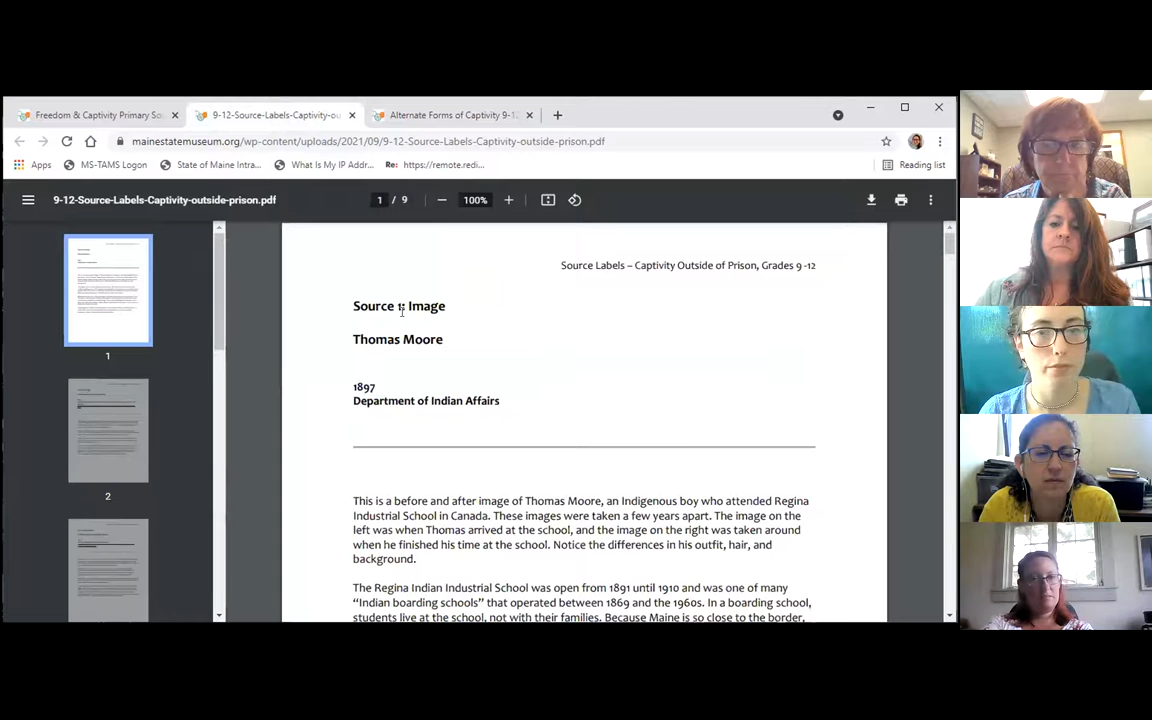 Freedom & Captivity Primary So
9-12-Source-Labels-Captivity-ou
Alternate Forms of Captivity 9-12
mainestatemuseum.org/wp-content/uploads/2021/09/9-12-Source-Labels-Captivity-outside-prison.pdf
Apps
MS-TAMS Logon
State of Maine Intra...
What Is My IP Addr...
Re: https://remote.redi...
Reading list
9-12-Source-Labels-Captivity-outside-prison.pdf
1 / 9
100%
Source Labels – Captivity Outside of Prison, Grades 9 -12
Source 1: Image
Thomas Moore
1897
Department of Indian Affairs
This is a before and after image of Thomas Moore, an Indigenous boy who attended Regina
Industrial School in Canada. These images were taken a few years apart. The image on the
left was when Thomas arrived at the school, and the image on the right was taken around
when he finished his time at the school. Notice the differences in his outfit, hair, and
background.
The Regina Indian Industrial School was open from 1891 until 1910 and was one of many
“Indian boarding schools” that operated between 1869 and the 1960s. In a boarding school,
students live at the school, not with their families. Because Maine is so close to the border,
1
2